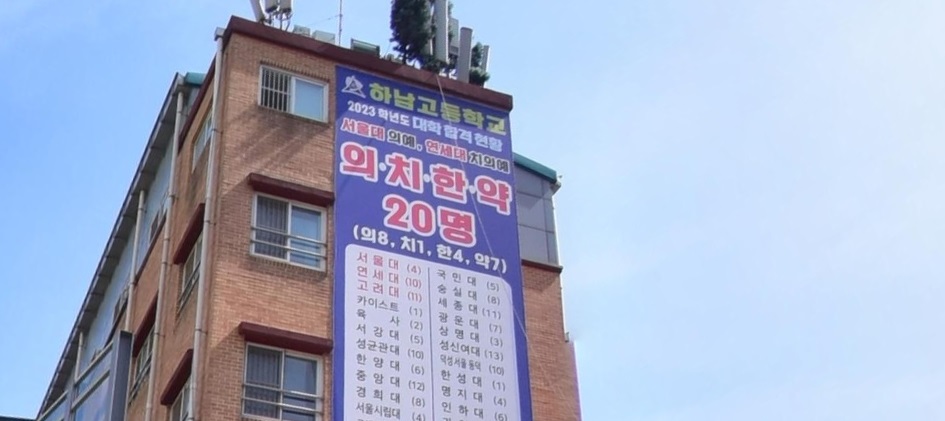 하남고등학교
2023 학년도 대학 합격 현황
서울대 의예, 연세대 치의예
의·치·한·약
20명
(의8, 치1, 한4, 약7)
서울대 (4)
연세대 (10)
고려대 (11)
카이스트 (1)
육 사 (2)
서강대 (5)
성균관대 (10)
한양대 (6)
중앙대 (12)
경희대 (8)
서울시립대 (4)
국민대 (5)
숭실대 (8)
세종대 (11)
광운대 (7)
상명대 (3)
성신여대 (13)
덕성 서울 동덕 (10)
한성대 (1)
명지대 (4)
인하대 (6)